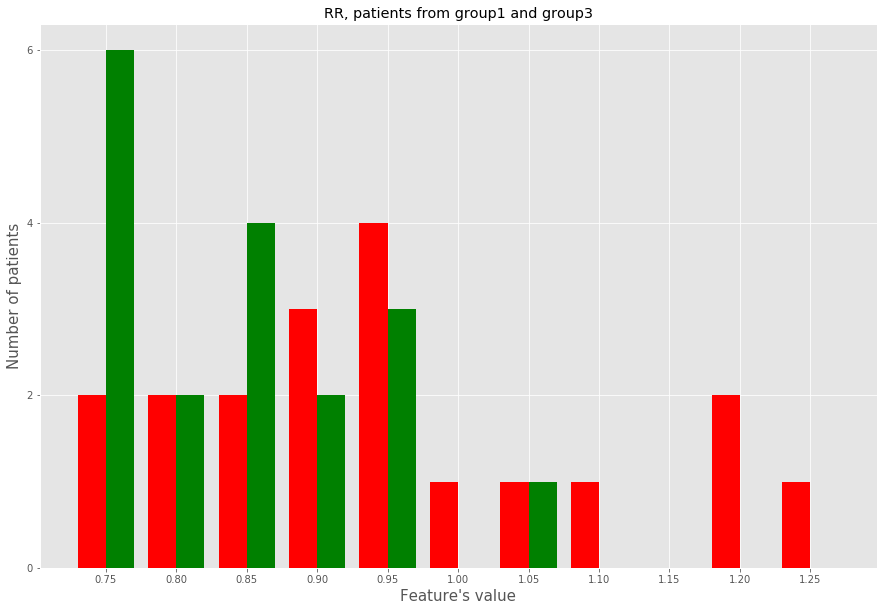 RR, patients from group1 and group3
Number of patients
6
4
2
0
0.75 0.80 0.85 0.90 0.95 1.00 1.05 1.10 1.15 1.20 1.25
Feature's value